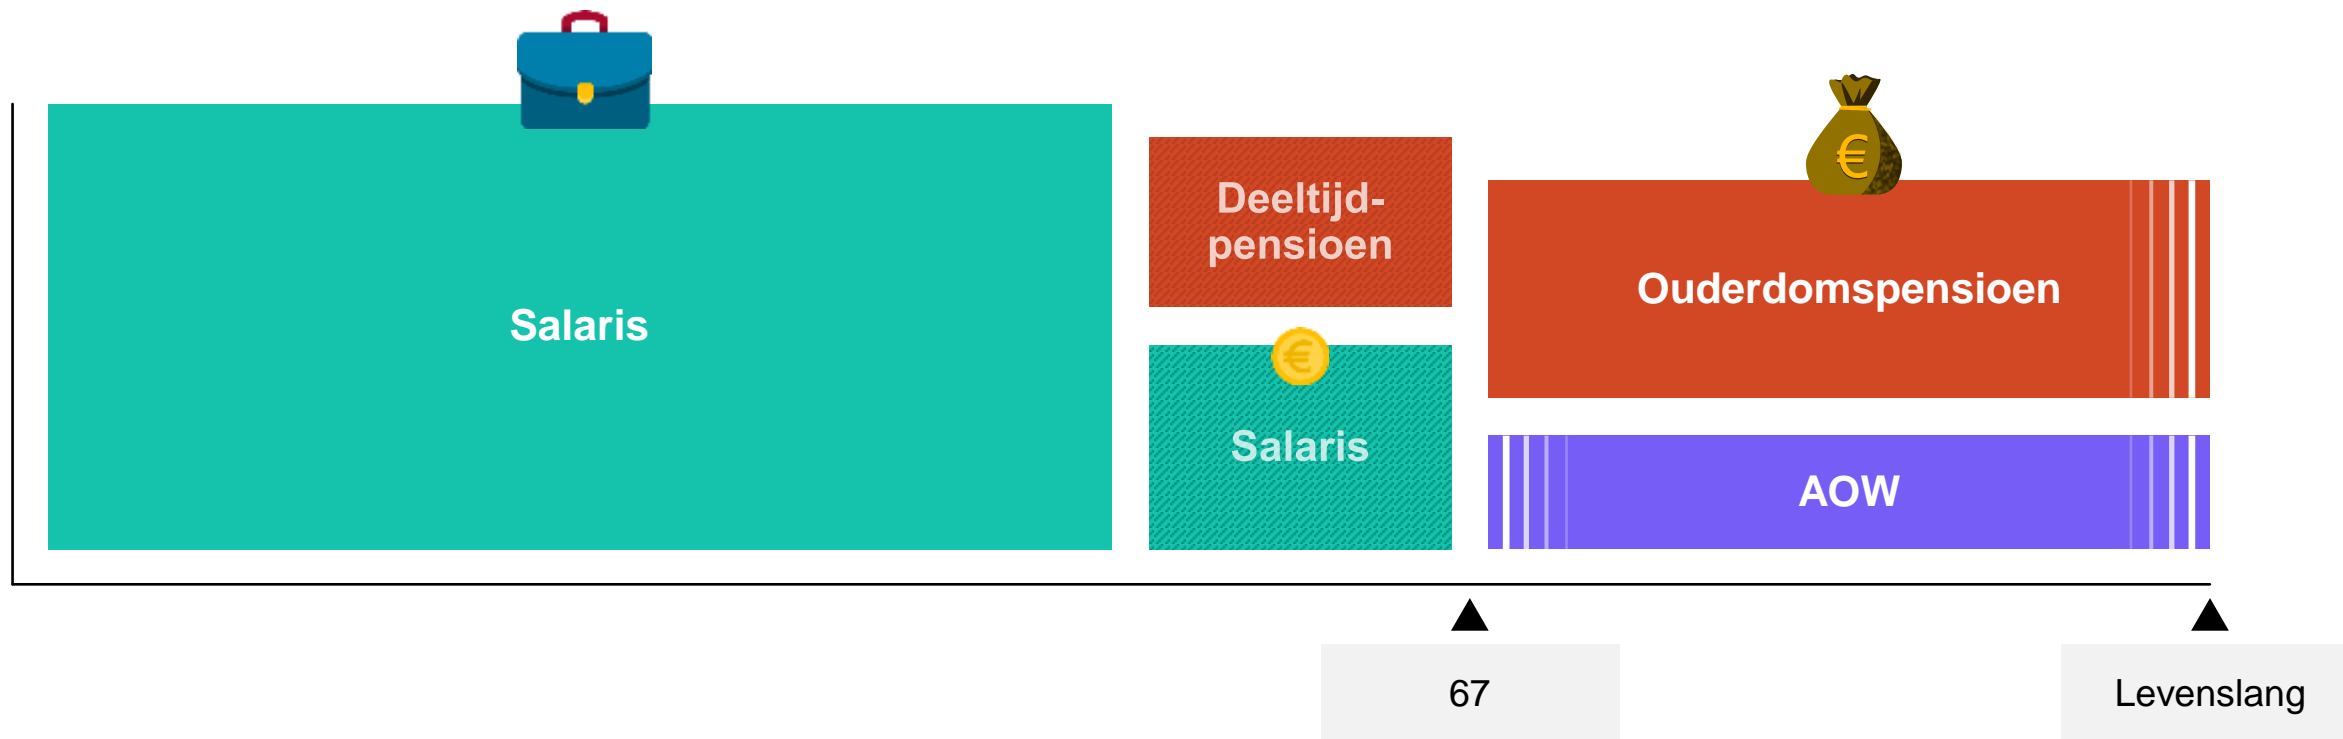 Salaris
Deeltijd-
pensioen
€
Salaris
€
Ouderdomspensioen
AOW
67
Levenslang